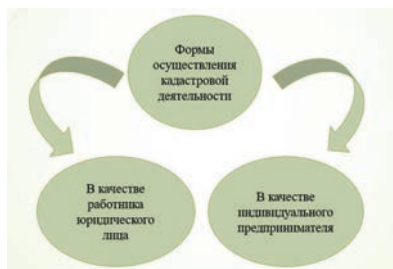 Формы
осуществления
кадастровой
деятельности
В качестве
работника
юридического
лица
В качестве
индивидуального
предпринимателя